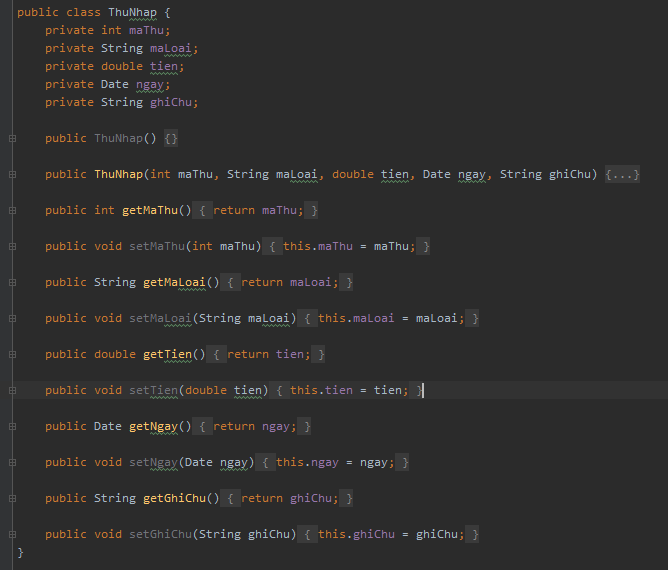 public class ThuNhap {
private int maThu;
private String maLoai;
private double tien;
private Date ngay;
private String ghiChu;
public ThuNhap() {}
public ThuNhap(int maThu, String maLoai, double tien, Date ngay, String ghiChu) {...}
public int getMaThu() { return maThu; }
public void setMaThu(int maThu) { this.maThu = maThu; }
public String getMaLoai() { return maLoai; }
public void setMaLoai(String maLoai) { this.maLoai = maLoai; }
public double getTien() { return tien; }
public void setTien(double tien) { this.tien = tien; }
public Date getNgay() { return ngay; }
public void setNgay(Date ngay) { this.ngay = ngay; }
public String getGhiChu() { return ghiChu; }
public void setGhiChu(String ghiChu) { this.ghiChu = ghiChu; }
}